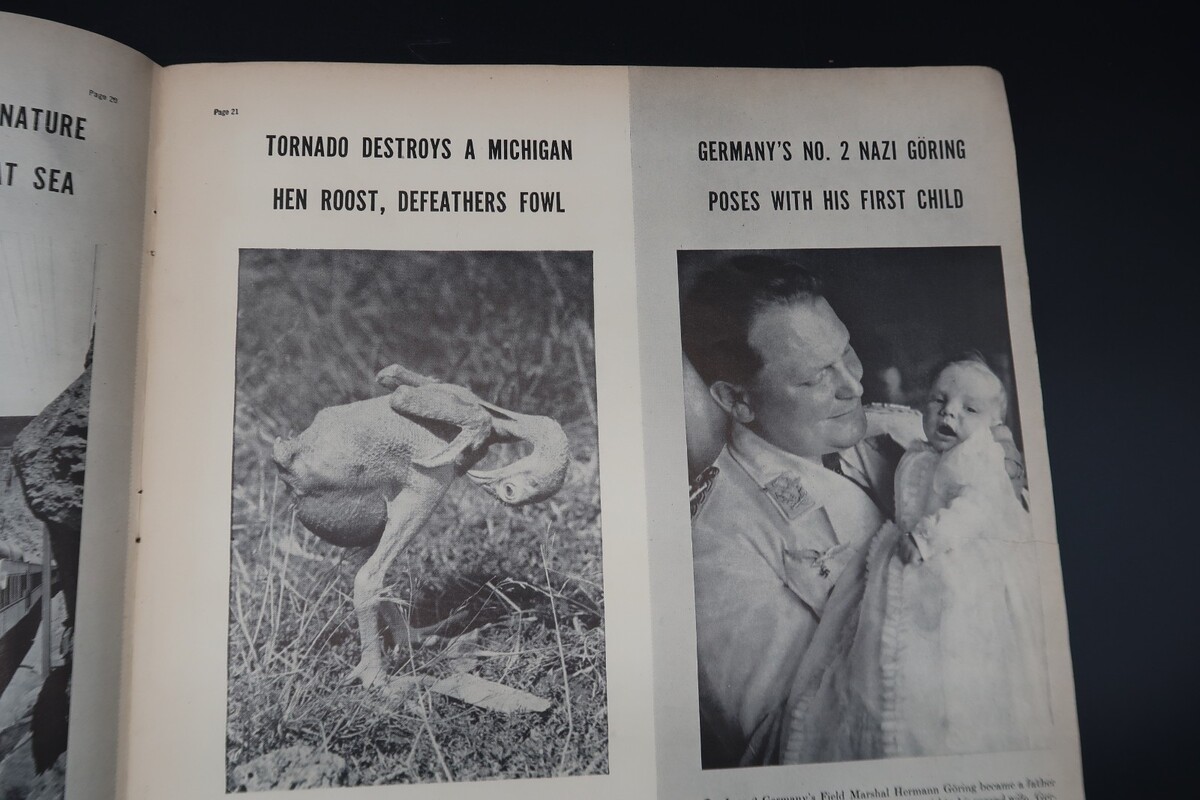 Page 20
NATURE
AT SEA
Page 21
TORNADO DESTROYS A MICHIGAN
HEN ROOST, DEFEATHERS FOWL
GERMANY'S NO. 2 NAZI GÖRING
POSES WITH HIS FIRST CHILD
2 Germany's Field Marshal Hermann Göring became a father